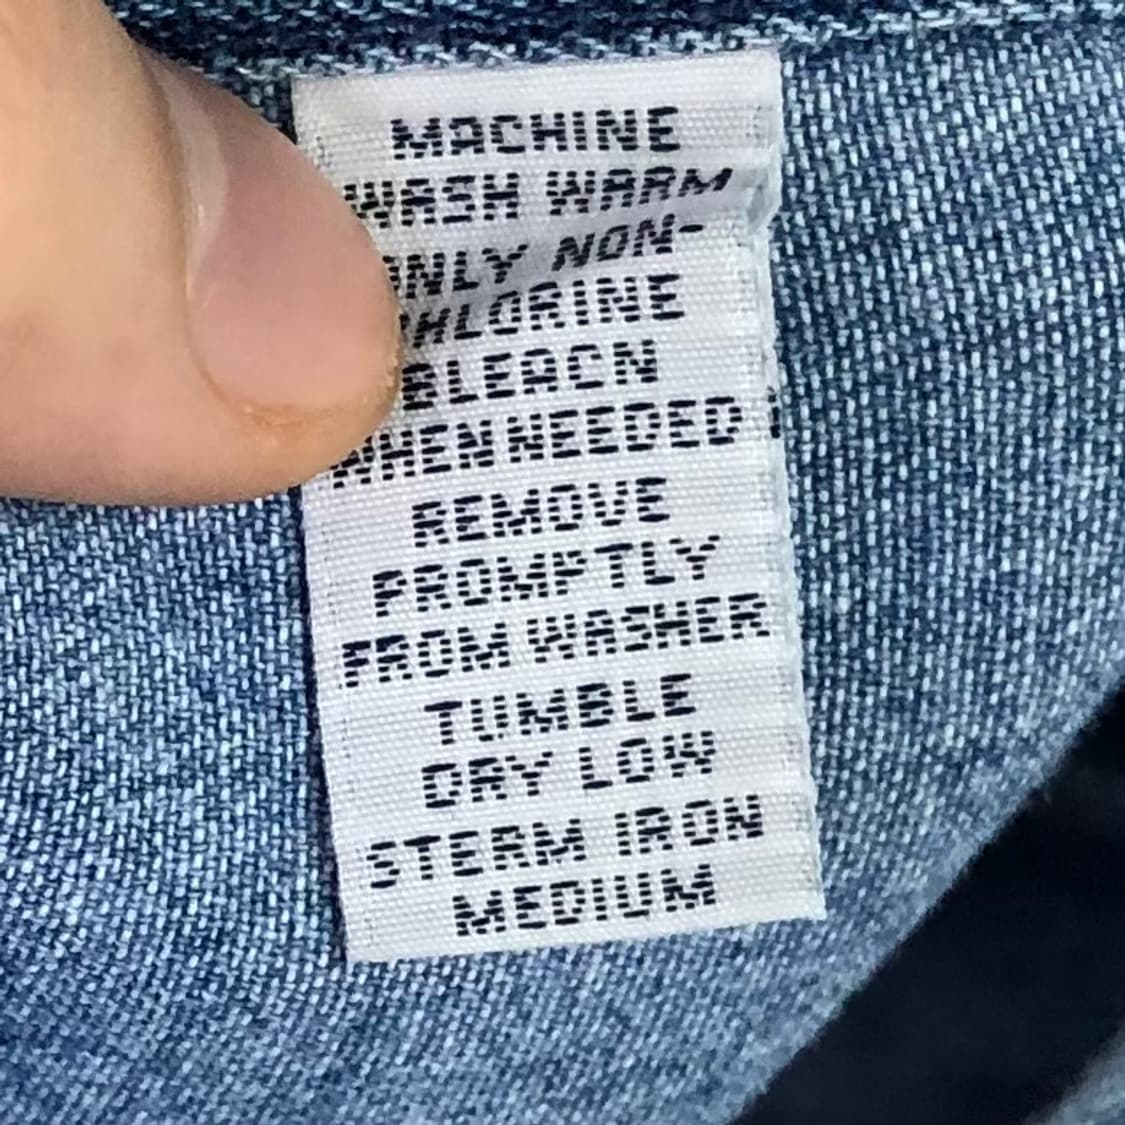 MACHINE
WASH WARM
ONLY NON-
CHLORINE
BLEACN
WHEN NEEDED
REMOVE
PROMPTLY
FROM WASHER
TUMBLE
DRY LOW
STERM IRON
MEDIUM